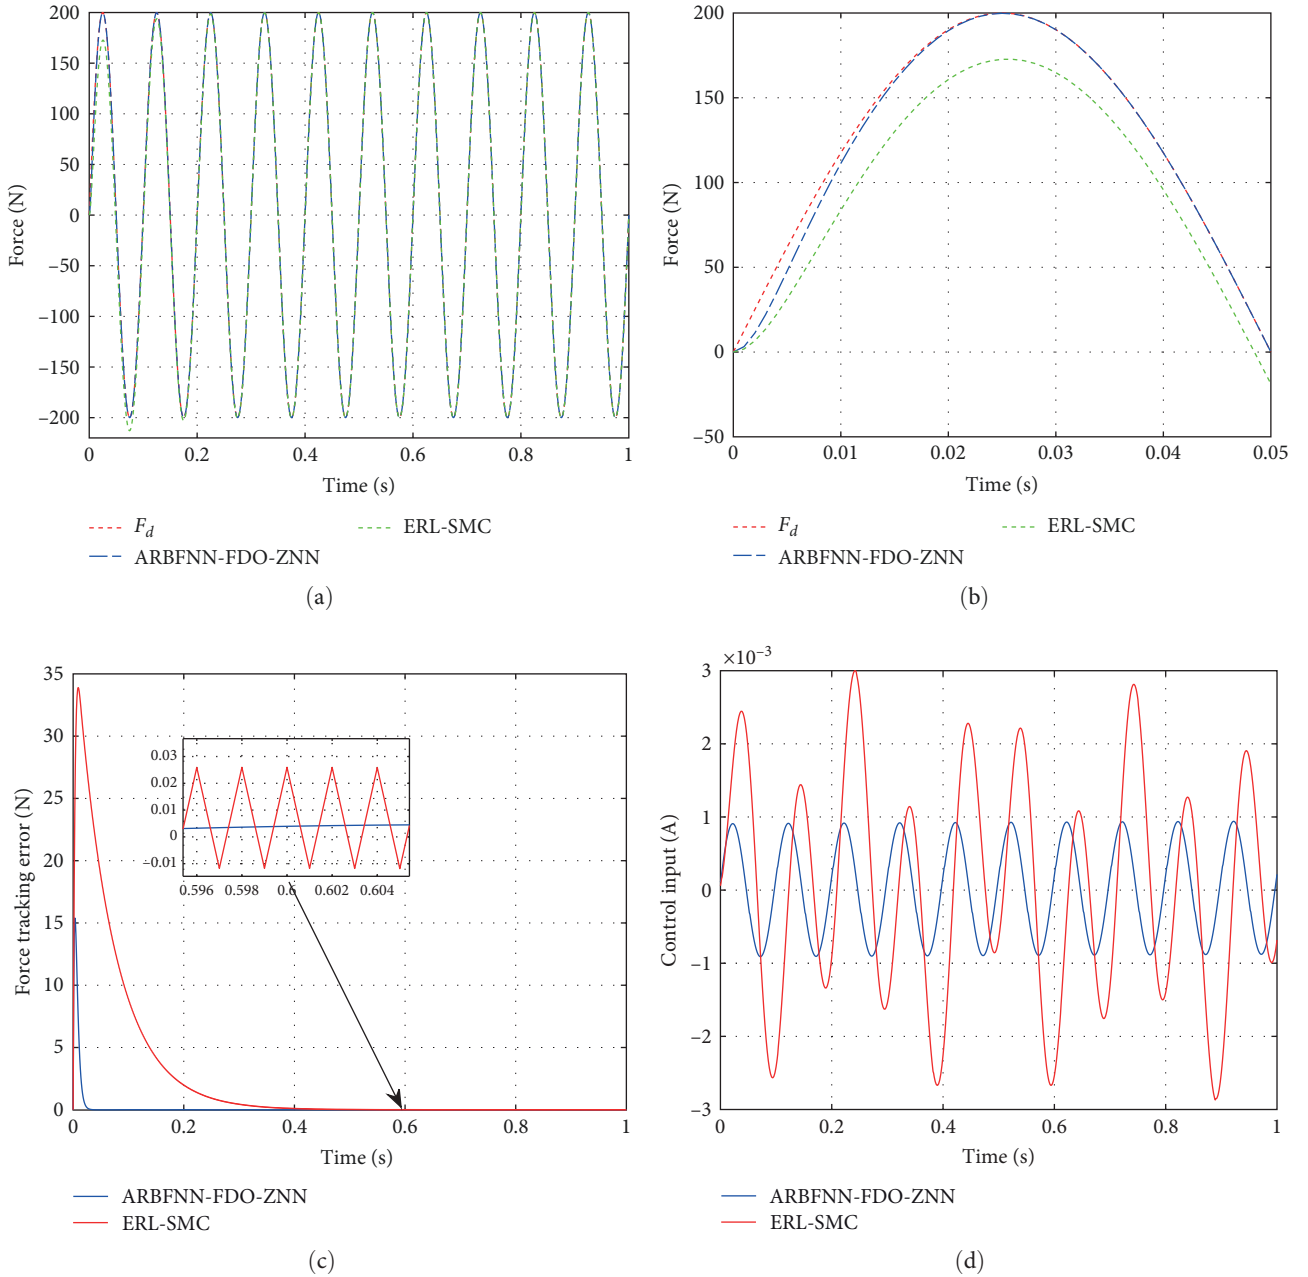 200
150
100
50
0
−50
−100
−150
−200
Force (N)
0 0.2 0.4 0.6 0.8 1
Time (s)
F_d
ERL-SMC
ARBFNN-FDO-ZNN
(a)
200
150
100
50
0
−50
Force (N)
0 0.01 0.02 0.03 0.04 0.05
Time (s)
F_d
ERL-SMC
ARBFNN-FDO-ZNN
(b)
35
30
25
20
15
10
5
0
Force tracking error (N)
0.03
0.02
0.01
0
−0.01
0.596 0.598 0.6 0.602 0.604
0 0.2 0.4 0.6 0.8 1
Time (s)
ARBFNN-FDO-ZNN
ERL-SMC
(c)
×10⁻³
3
2
1
0
−1
−2
−3
Control input (A)
0 0.2 0.4 0.6 0.8 1
Time (s)
ARBFNN-FDO-ZNN
ERL-SMC
(d)